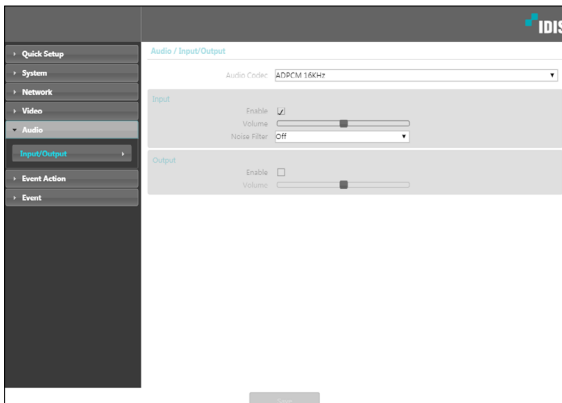 IDIS
Quick Setup
Audio / Input/Output
System
Audio Codec ADPCM 16KHz
Network
Input
Video
Enable
Volume
Audio
Noise Filter Off
Input/Output
Output
Event Action
Enable
Volume
Event
Save